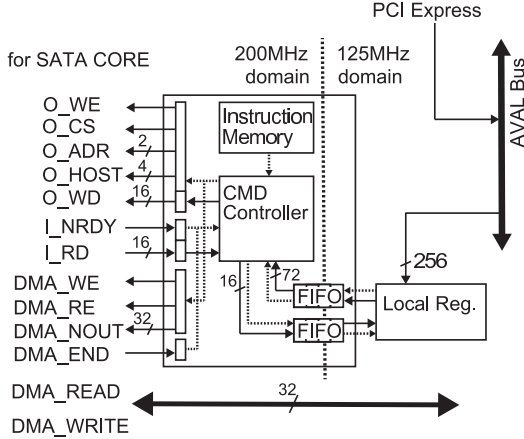 PCI Express
for SATA CORE
200MHz domain
125MHz domain
AVAL Bus
O_WE
O_CS
O_ADR
2
O_HOST
4
O_WD
16
I_NRDY
I_RD
16
DMA_WE
DMA_RE
DMA_NOUT
32
DMA_END
Instruction
Memory
CMD
Controller
16
72
FIFO
FIFO
256
Local Reg.
DMA_READ
32
DMA_WRITE